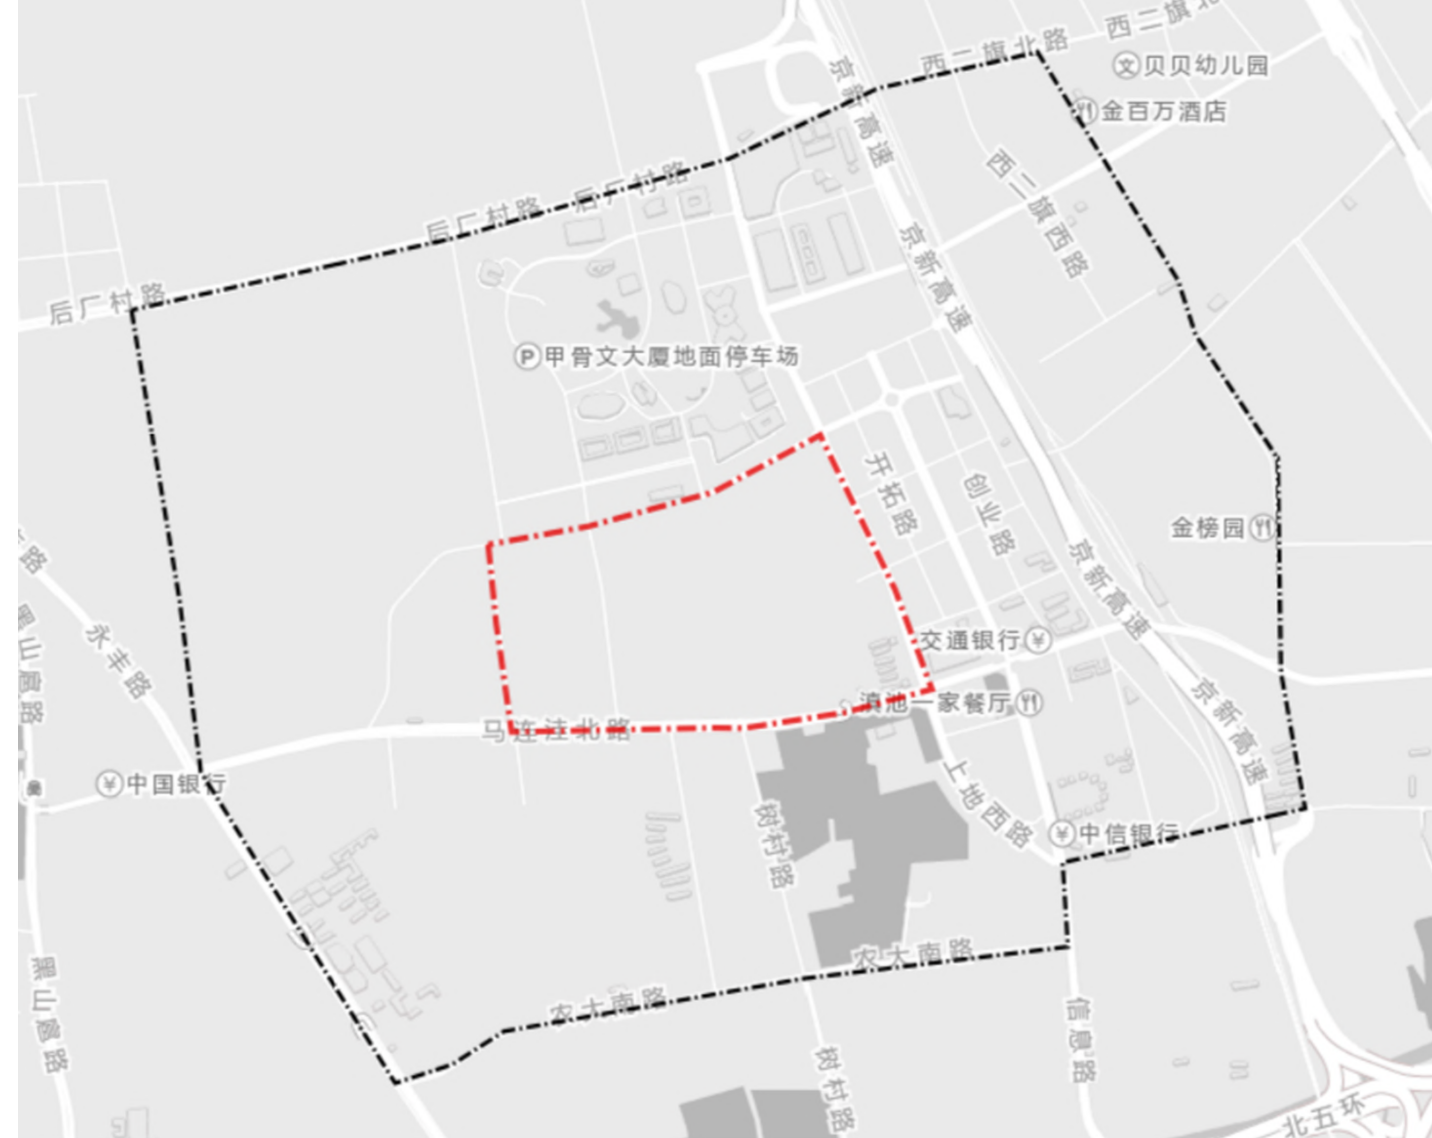 西二旗北路
西二旗北
贝贝幼儿园
金百万酒店
京新高速
西二旗西路
后厂村路
后厂村路
后厂村路
京新高速
甲骨文大厦地面停车场
P
开拓路
创业路
金榜园
路
京新高速
黑山扈路
永丰路
交通银行
滇池一家餐厅
马连洼北路
京新高速
中国银行
上地西路
树村路
中信银行
农大南路
农大南路
黑山扈路
信息路
树村路
北五环